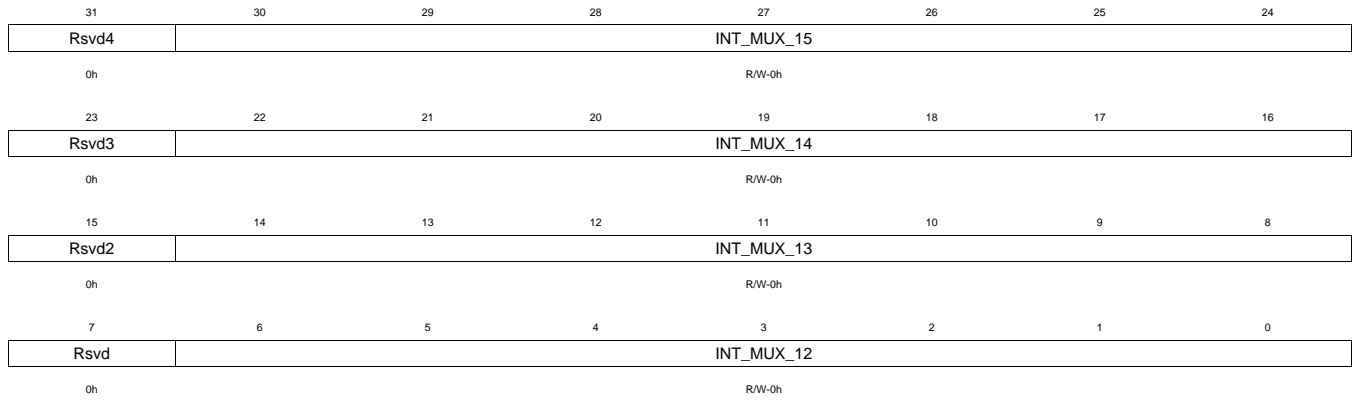 31 30 29 28 27 26 25 24
Rsvd4 INT_MUX_15
0h R/W-0h
23 22 21 20 19 18 17 16
Rsvd3 INT_MUX_14
0h R/W-0h
15 14 13 12 11 10 9 8
Rsvd2 INT_MUX_13
0h R/W-0h
7 6 5 4 3 2 1 0
Rsvd INT_MUX_12
0h R/W-0h